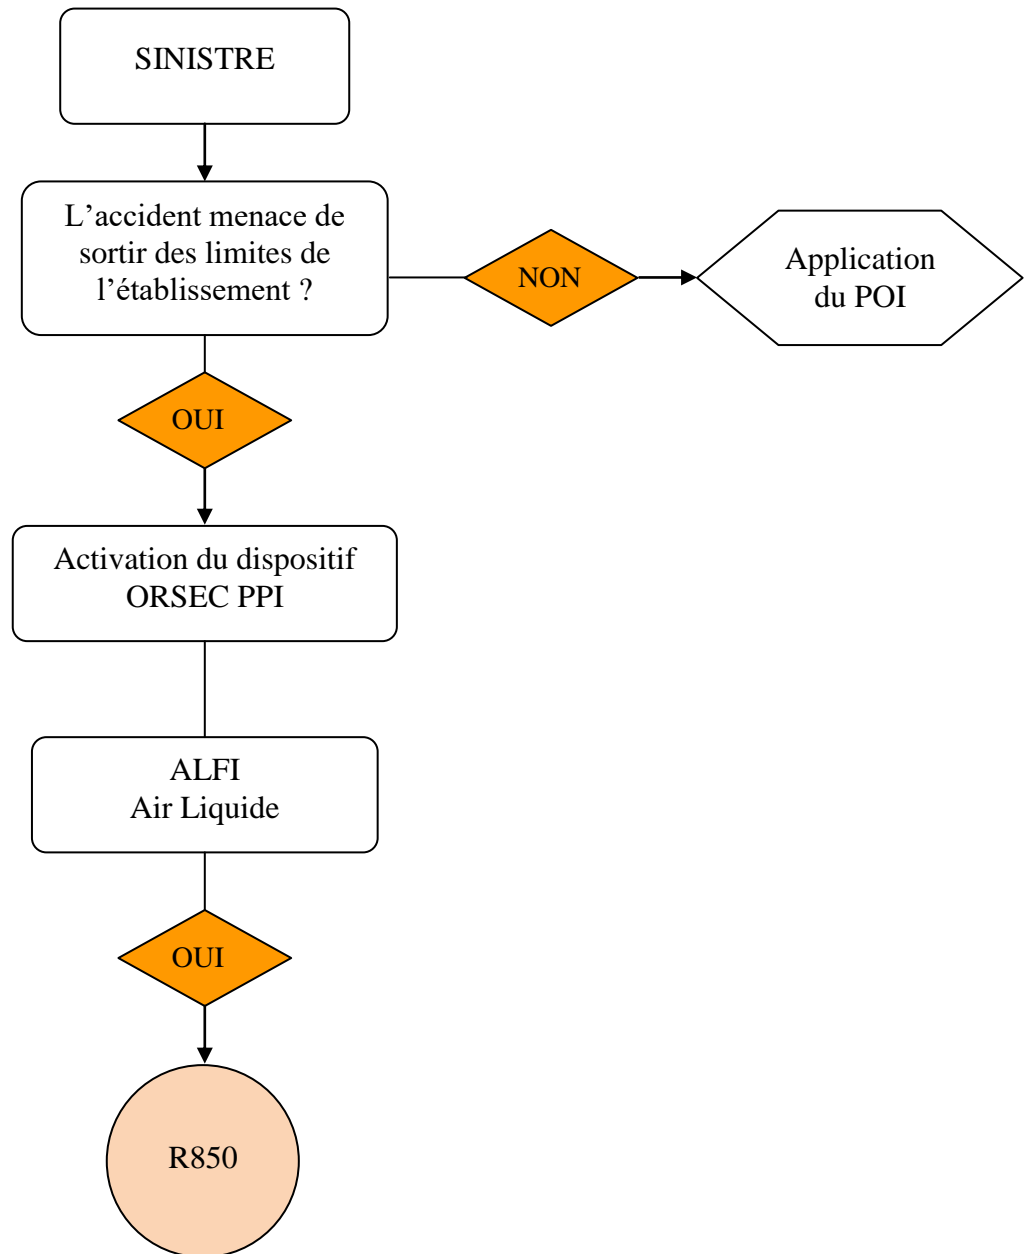 SINISTRE
L’accident menace de
sortir des limites de
l’établissement ?
NON
Application
du POI
OUI
Activation du dispositif
ORSEC PPI
ALFI
Air Liquide
OUI
R850